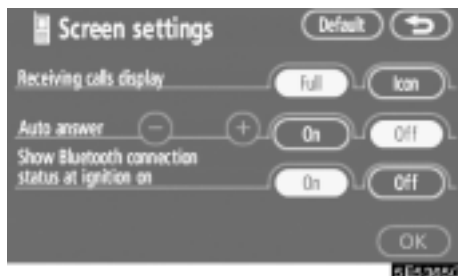 Screen settings Default
Receiving calls display Full Icon
Auto answer − + On Off
Show Bluetooth connection
status at ignition on On Off
OK